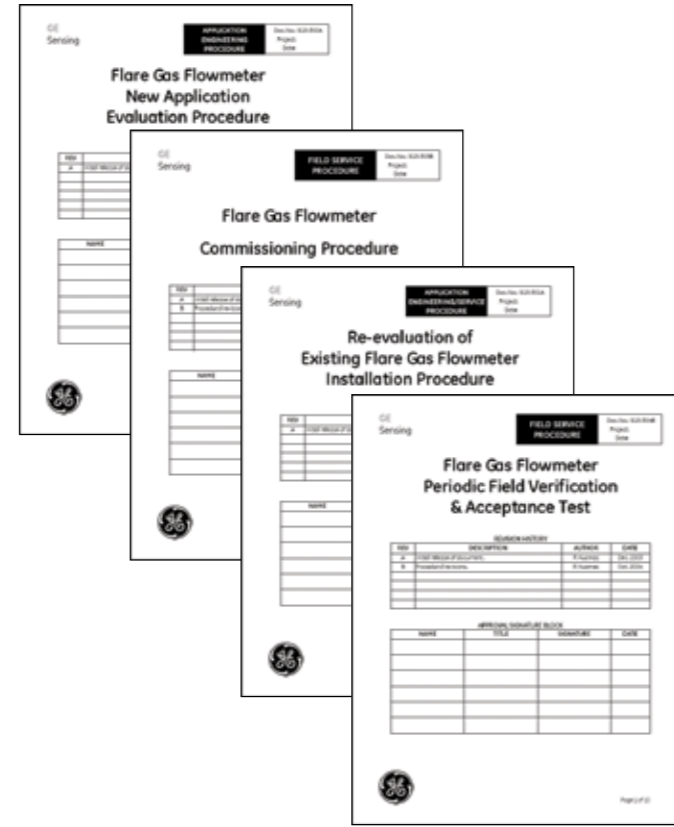 GE
Sensing
APPLICATION
ENGINEERING
PROCEDURE
Project:
Date:
Flare Gas Flowmeter
New Application
Evaluation Procedure
REV
A
NAME
GE
Sensing
FIELD SERVICE
PROCEDURE
Project:
Date:
Flare Gas Flowmeter
Commissioning Procedure
REV
A
B
NAME
GE
Sensing
APPLICATION
ENGINEERING/SERVICE
PROCEDURE
Project:
Date:
Re-evaluation of
Existing Flare Gas Flowmeter
Installation Procedure
REV
A
NAME
GE
Sensing
FIELD SERVICE
PROCEDURE
Project:
Date:
Flare Gas Flowmeter
Periodic Field Verification
& Acceptance Test
REVISION HISTORY
REV DESCRIPTION AUTHOR DATE
A Initial release of document.
B Procedural revisions.
APPROVAL SIGNATURE BLOCK
NAME TITLE SIGNATURE DATE